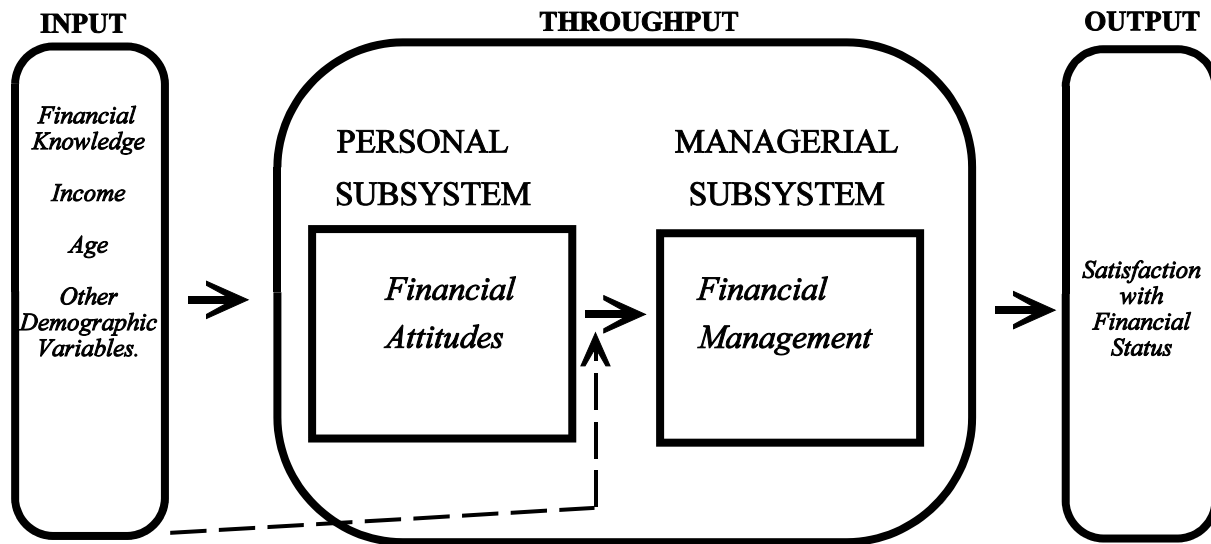 INPUT
THROUGHPUT
OUTPUT
Financial
Knowledge
Income
Age
Other
Demographic
Variables.
PERSONAL
SUBSYSTEM
Financial
Attitudes
MANAGERIAL
SUBSYSTEM
Financial
Management
Satisfaction
with
Financial
Status